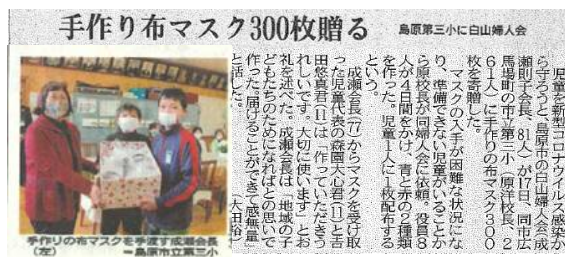 手作り布マスク300枚贈る
島原第三小に白山婦人会
児童を新型コロナウイルス感染か
ら守ろうと、島原市の白山婦人会(成
瀬則子会長、81人)が17日、同市広
馬場町の市立第三小(原洋校長、2
61人)に手作りの布マスク300
枚を寄贈した。
マスクの入手が困難な状況にな
り、準備できない児童がいることか
ら原校長が同婦人会に依頼。役員8
人が4日間をかけ、青と赤の2種類
を作った。児童1人に1枚配布する
という。
成瀬会長(77)からマスクを受け取
った児童代表の森園大心君(11)と吉
田悠真君(11)は「作っていただきう
れしいです。大切に使います」とお
礼を述べた。成瀬会長は「地域の子
どもたちのためになればとの思いで
作った。届けることができて感無量」
と話した。
(大田裕)
手作りの布マスクを手渡す成瀬会長
(左)
=島原市立第三小